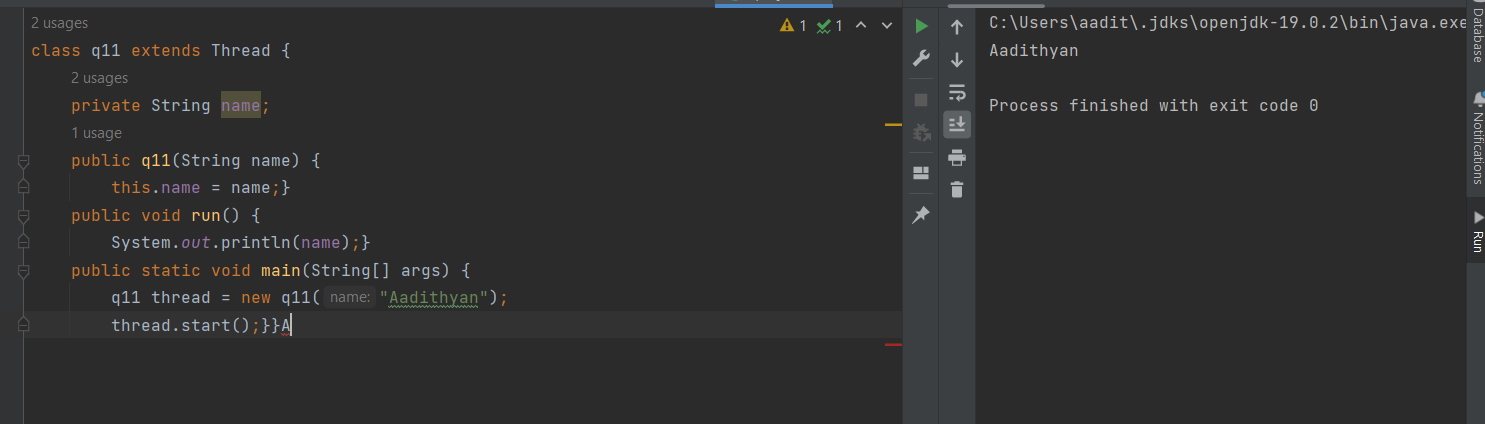 2 usages
class q11 extends Thread {
2 usages
private String name;
1 usage
public q11(String name) {
this.name = name;}
public void run() {
System.out.println(name);}
public static void main(String[] args) {
q11 thread = new q11( name: "Aadithyan");
thread.start();}}A
1 1
C:\Users\aadit\.jdks\openjdk-19.0.2\bin\java.exe
Aadithyan
Process finished with exit code 0
Database
Notifications
Run